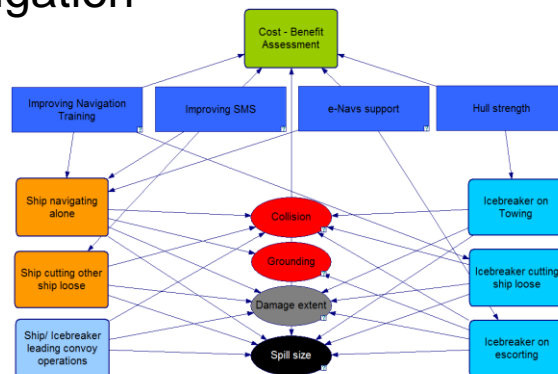 igation
Cost - Benefit
Assessment
Improving Navigation
Training
Improving SMS
e-Navs support
Hull strength
Ship navigating
alone
Collision
Icebreaker on
Towing
Ship cutting other
ship loose
Grounding
Icebreaker cutting
ship loose
Damage extent
Ship/ Icebreaker
leading convoy
operations
Spill size
Icebreaker on
escorting